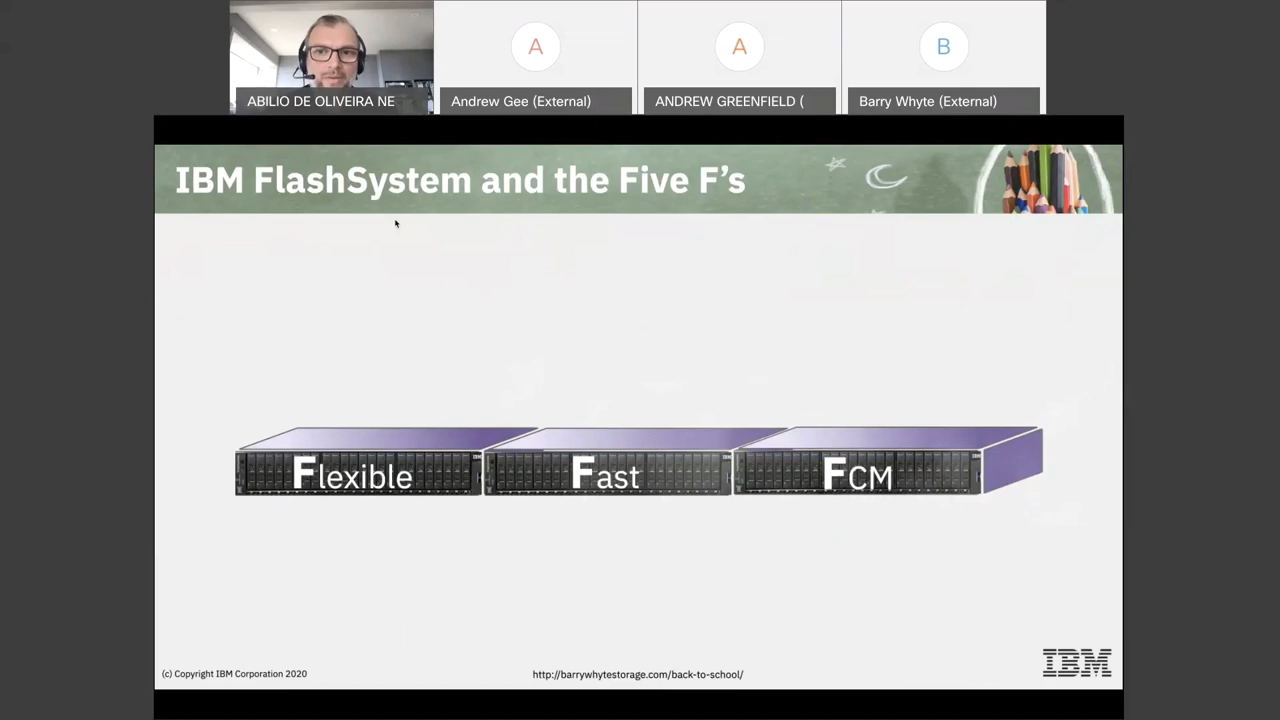 ABILIO DE OLIVEIRA NE
A
Andrew Gee (External)
A
ANDREW GREENFIELD (
B
Barry Whyte (External)
IBM FlashSystem and the Five F's
Flexible
Fast
FCM
(c) Copyright IBM Corporation 2020
http://barrywhytestorage.com/back-to-school/
IBM